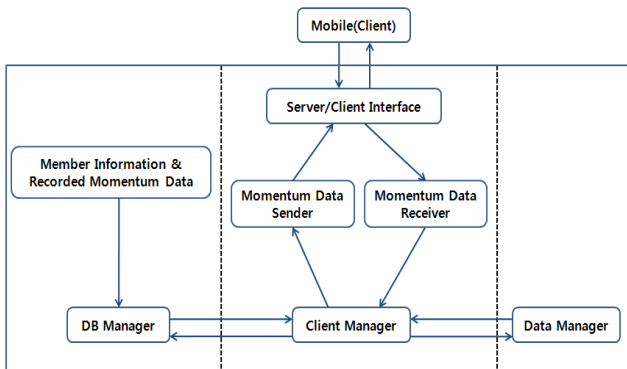 Mobile(Client)
Server/Client Interface
Member Information &
Recorded Momentum Data
Momentum Data
Sender
Momentum Data
Receiver
DB Manager
Client Manager
Data Manager